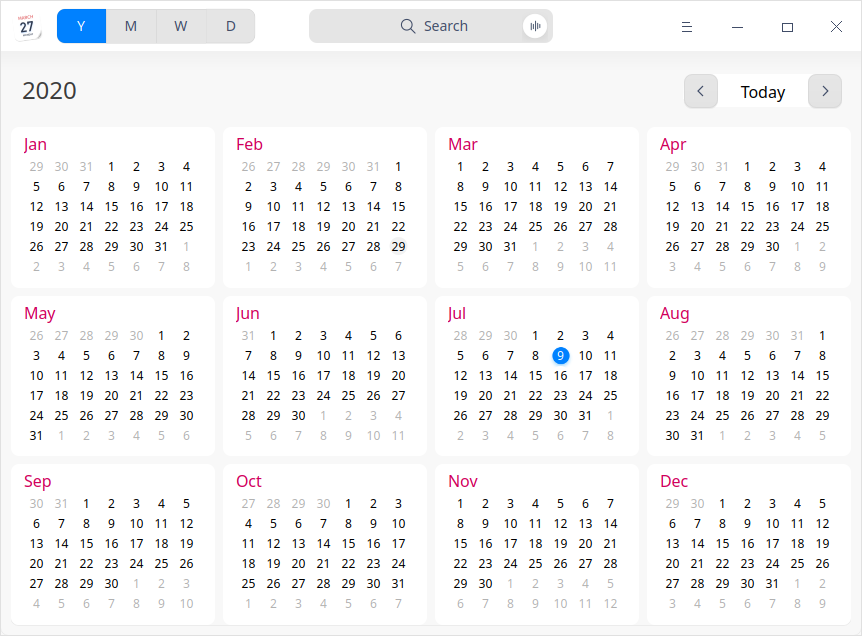 MARCH
27
Y M W D
Search
2020
Today
Jan
29 30 31 1 2 3 4
5 6 7 8 9 10 11
12 13 14 15 16 17 18
19 20 21 22 23 24 25
26 27 28 29 30 31 1
2 3 4 5 6 7 8
Feb
26 27 28 29 30 31 1
2 3 4 5 6 7 8
9 10 11 12 13 14 15
16 17 18 19 20 21 22
23 24 25 26 27 28 29
1 2 3 4 5 6 7
Mar
1 2 3 4 5 6 7
8 9 10 11 12 13 14
15 16 17 18 19 20 21
22 23 24 25 26 27 28
29 30 31 1 2 3 4
5 6 7 8 9 10 11
Apr
29 30 31 1 2 3 4
5 6 7 8 9 10 11
12 13 14 15 16 17 18
19 20 21 22 23 24 25
26 27 28 29 30 1 2
3 4 5 6 7 8 9
May
26 27 28 29 30 1 2
3 4 5 6 7 8 9
10 11 12 13 14 15 16
17 18 19 20 21 22 23
24 25 26 27 28 29 30
31 1 2 3 4 5 6
Jun
31 1 2 3 4 5 6
7 8 9 10 11 12 13
14 15 16 17 18 19 20
21 22 23 24 25 26 27
28 29 30 1 2 3 4
5 6 7 8 9 10 11
Jul
28 29 30 1 2 3 4
5 6 7 8 9 10 11
12 13 14 15 16 17 18
19 20 21 22 23 24 25
26 27 28 29 30 31 1
2 3 4 5 6 7 8
Aug
26 27 28 29 30 31 1
2 3 4 5 6 7 8
9 10 11 12 13 14 15
16 17 18 19 20 21 22
23 24 25 26 27 28 29
30 31 1 2 3 4 5
Sep
30 31 1 2 3 4 5
6 7 8 9 10 11 12
13 14 15 16 17 18 19
20 21 22 23 24 25 26
27 28 29 30 1 2 3
4 5 6 7 8 9 10
Oct
27 28 29 30 1 2 3
4 5 6 7 8 9 10
11 12 13 14 15 16 17
18 19 20 21 22 23 24
25 26 27 28 29 30 31
1 2 3 4 5 6 7
Nov
1 2 3 4 5 6 7
8 9 10 11 12 13 14
15 16 17 18 19 20 21
22 23 24 25 26 27 28
29 30 1 2 3 4 5
6 7 8 9 10 11 12
Dec
29 30 1 2 3 4 5
6 7 8 9 10 11 12
13 14 15 16 17 18 19
20 21 22 23 24 25 26
27 28 29 30 31 1 2
3 4 5 6 7 8 9